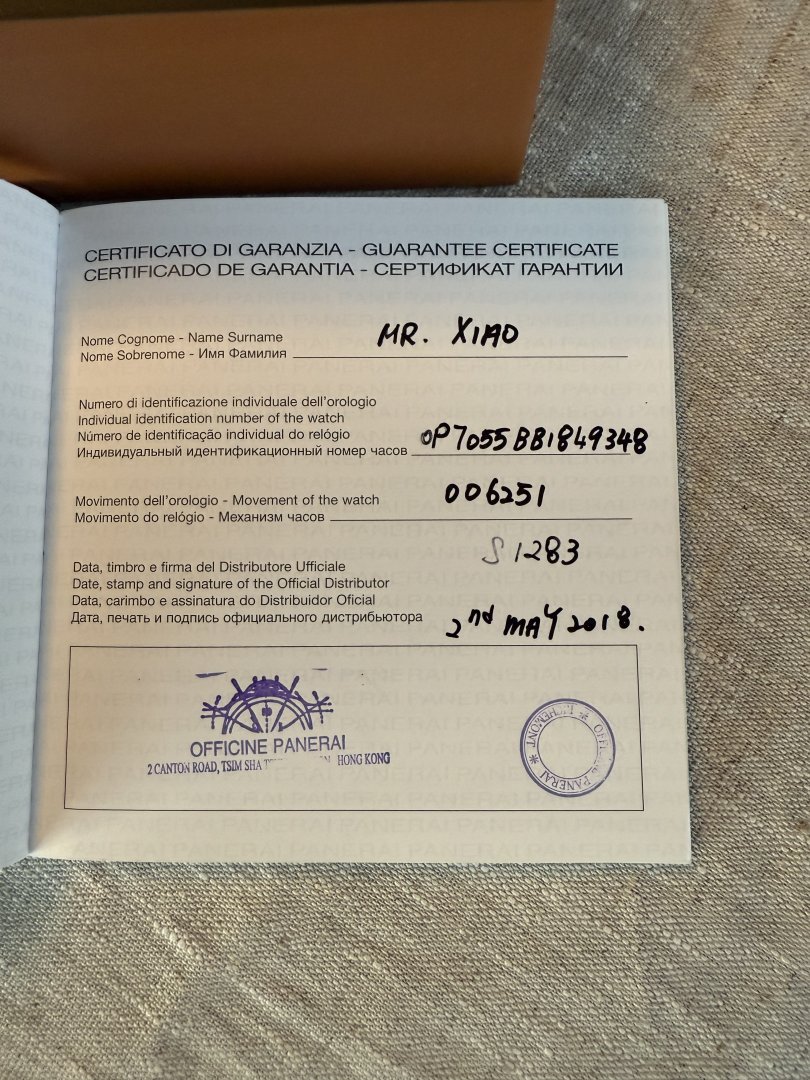 CERTIFICATO DI GARANZIA - GUARANTEE CERTIFICATE
CERTIFICADO DE GARANTIA - СЕРТИФИКАТ ГАРАНТИИ
Nome Cognome - Name Surname
Nome Sobrenome - Имя Фамилия
MR. XIAO
Numero di identificazione individuale dell'orologio
Individual identification number of the watch
Número de identificação individual do relógio
Индивидуальный идентификационный номер часов
OP7055BB1849348
Movimento dell'orologio - Movement of the watch
Movimento do relógio - Механизм часов
006251
S1283
Data, timbro e firma del Distributore Ufficiale
Date, stamp and signature of the Official Distributor
Data, carimbo e assinatura do Distribuidor Oficial
Дата, печать и подпись официального дистрибьютора
2nd MAY 2018.
OFFICINE PANERAI
2 CANTON ROAD, TSIM SHA HONG KONG
OFFICINE PANERAI * RICHEMONT *